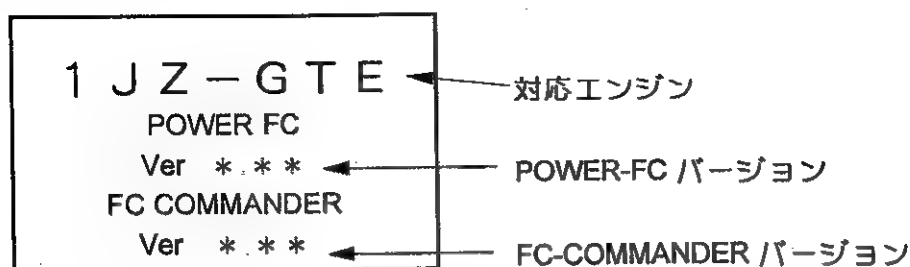 1JZ-GTE 対応エンジン
POWER FC
Ver *.** POWER-FC バージョン
FC COMMANDER
Ver *.** FC-COMMANDER バージョン